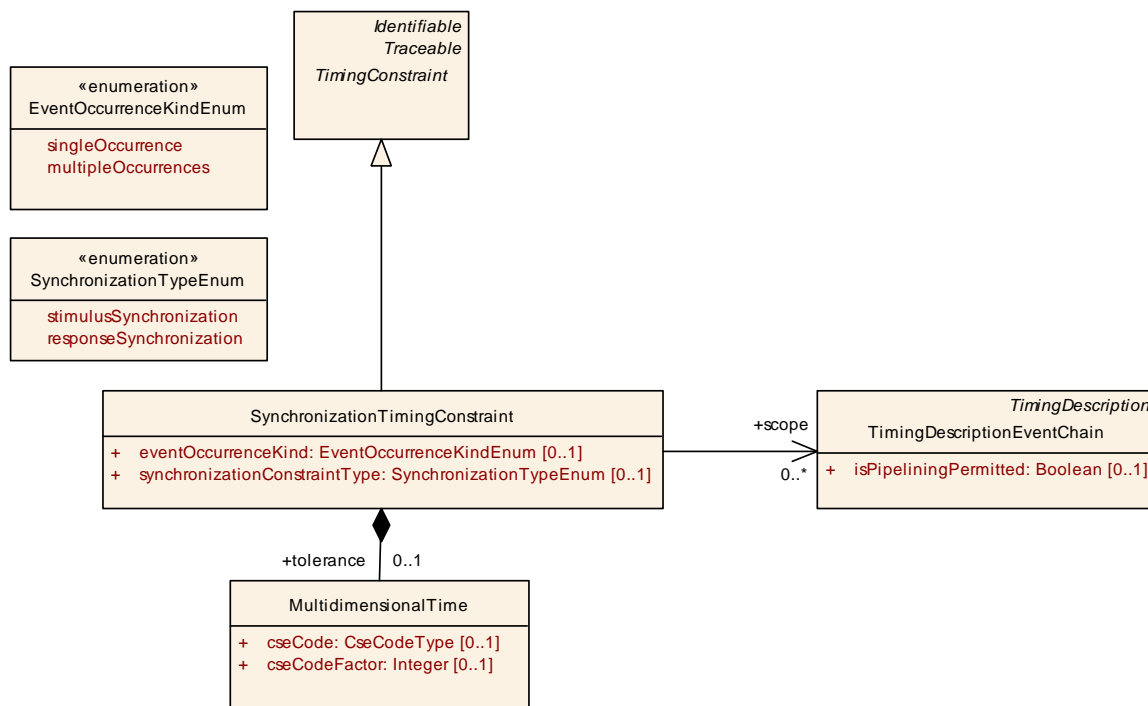 Identifiable
Traceable
TimingConstraint
«enumeration»
EventOccurrenceKindEnum
singleOccurrence
multipleOccurrences
«enumeration»
SynchronizationTypeEnum
stimulusSynchronization
responseSynchronization
SynchronizationTimingConstraint
+ eventOccurrenceKind: EventOccurrenceKindEnum [0..1]
+ synchronizationConstraintType: SynchronizationTypeEnum [0..1]
+scope
0..*
TimingDescription
TimingDescriptionEventChain
+ isPipeliningPermitted: Boolean [0..1]
+tolerance 0..1
MultidimensionalTime
+ cseCode: CseCodeType [0..1]
+ cseCodeFactor: Integer [0..1]